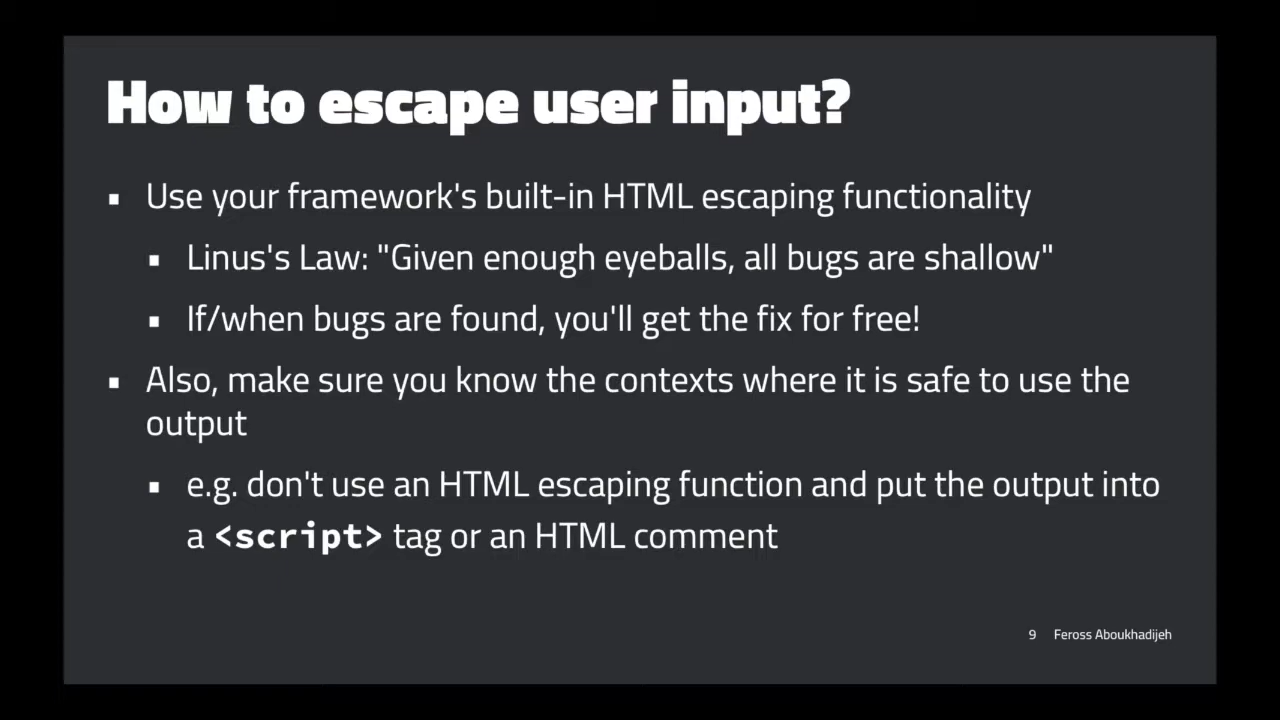 How to escape user input?
▪ Use your framework's built-in HTML escaping functionality
▪ Linus's Law: "Given enough eyeballs, all bugs are shallow"
▪ If/when bugs are found, you'll get the fix for free!
▪ Also, make sure you know the contexts where it is safe to use the
output
▪ e.g. don't use an HTML escaping function and put the output into
a <script> tag or an HTML comment
9 Feross Aboukhadijeh